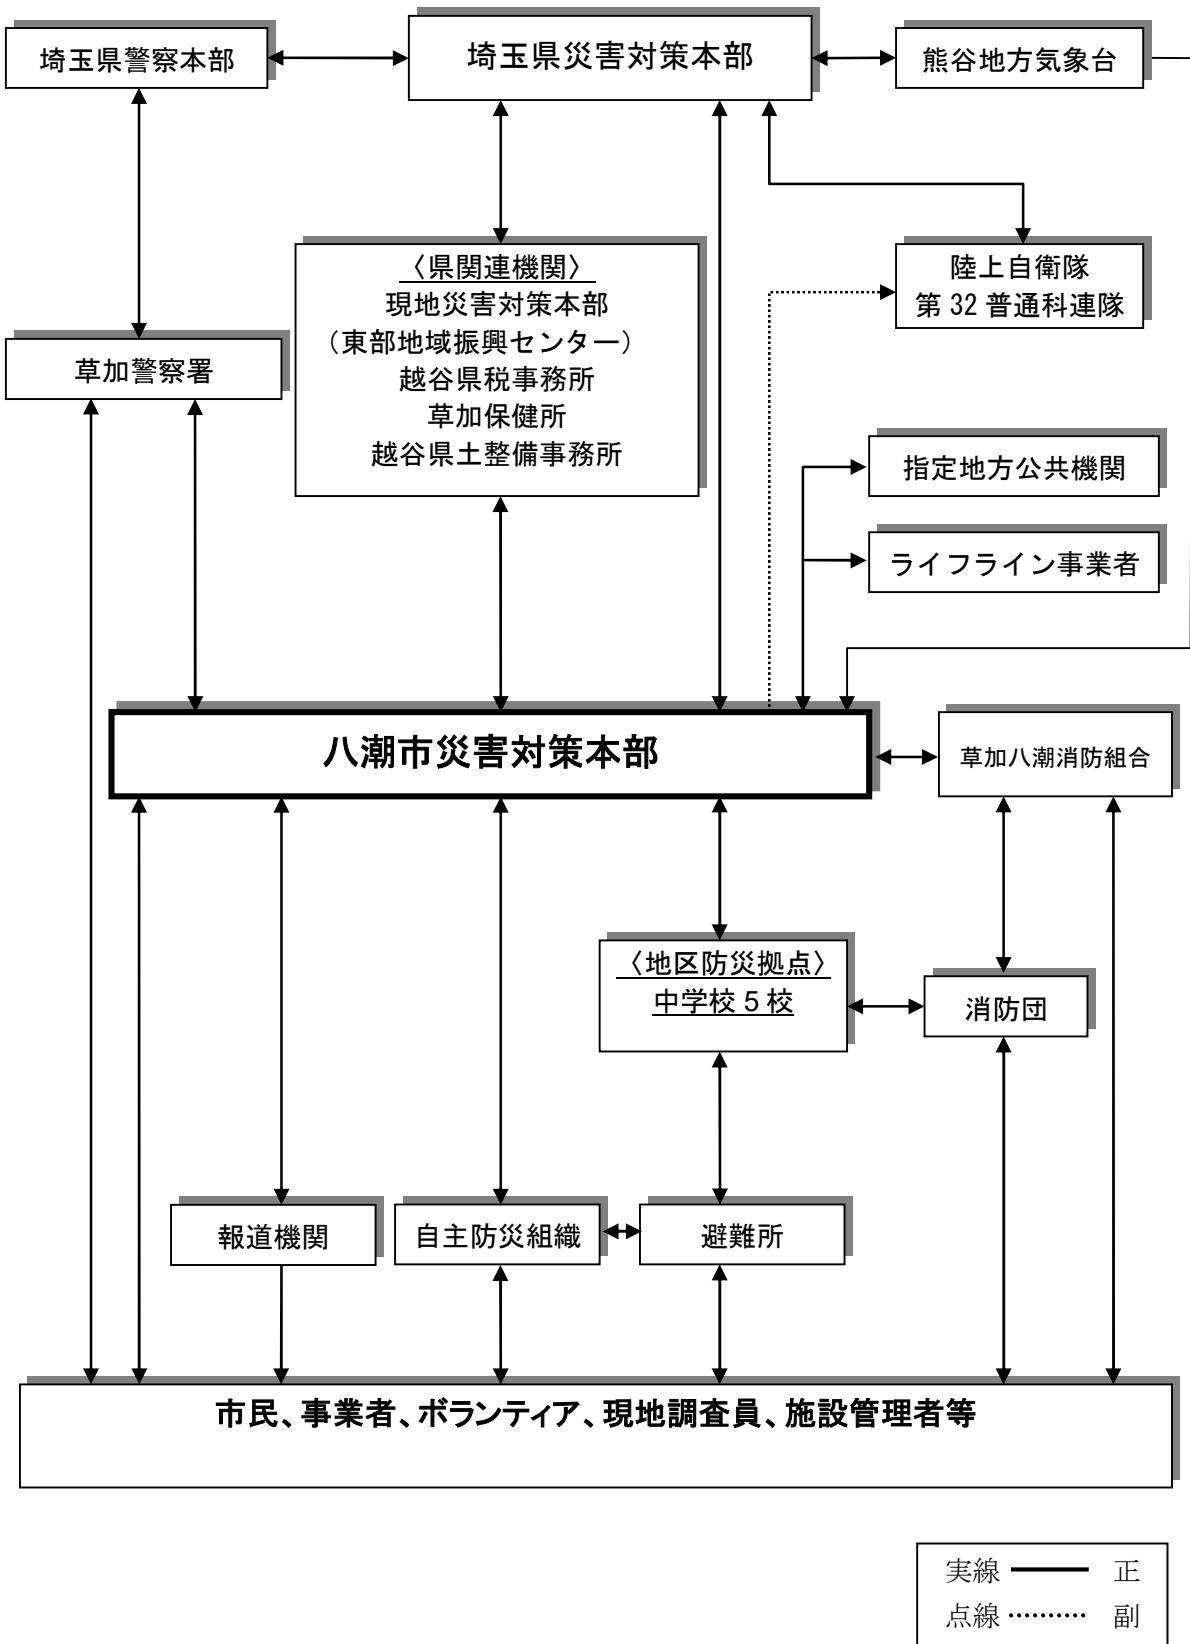 埼玉県警察本部
埼玉県災害対策本部
熊谷地方気象台
〈県関連機関〉
現地災害対策本部
（東部地域振興センター）
越谷県税事務所
草加保健所
越谷県土整備事務所
陸上自衛隊
第32普通科連隊
草加警察署
指定地方公共機関
ライフライン事業者
八潮市災害対策本部
草加八潮消防組合
〈地区防災拠点〉
中学校5校
消防団
報道機関
自主防災組織
避難所
市民、事業者、ボランティア、現地調査員、施設管理者等
実線 正
点線 副